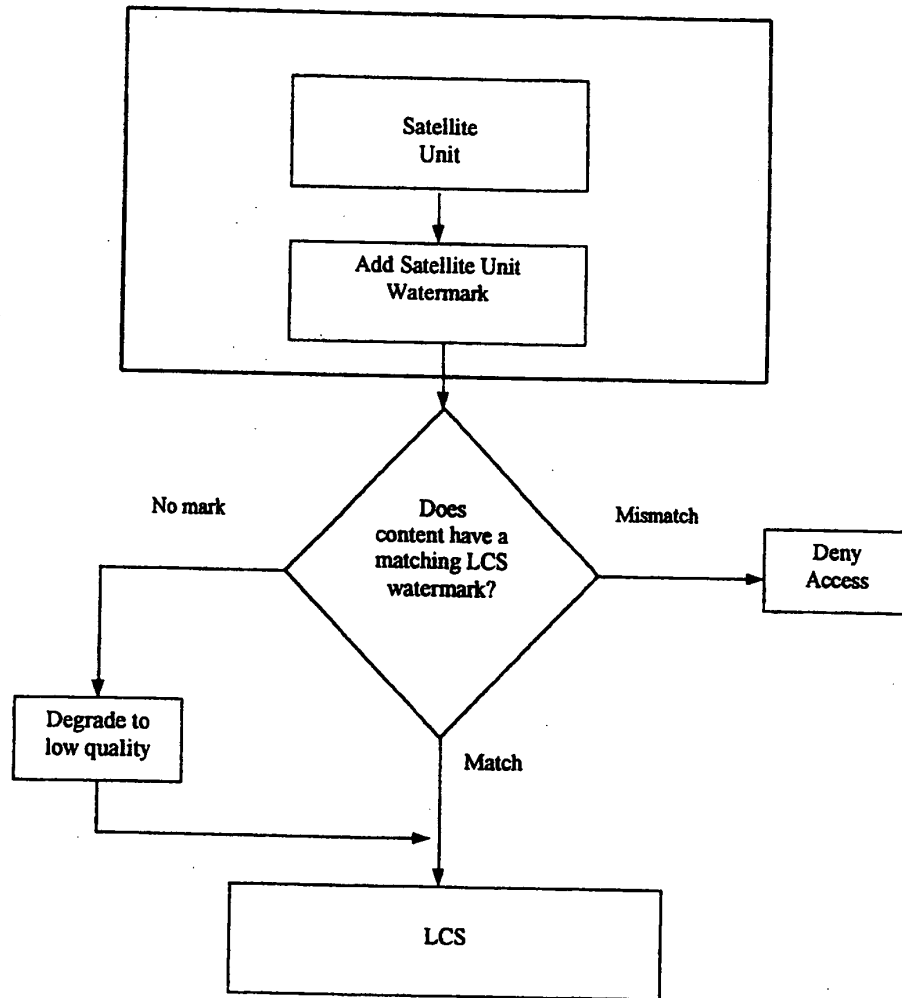 Satellite
Unit
Add Satellite Unit
Watermark
Does
content have a
matching LCS
watermark?
No mark
Mismatch
Deny
Access
Degrade to
low quality
Match
LCS